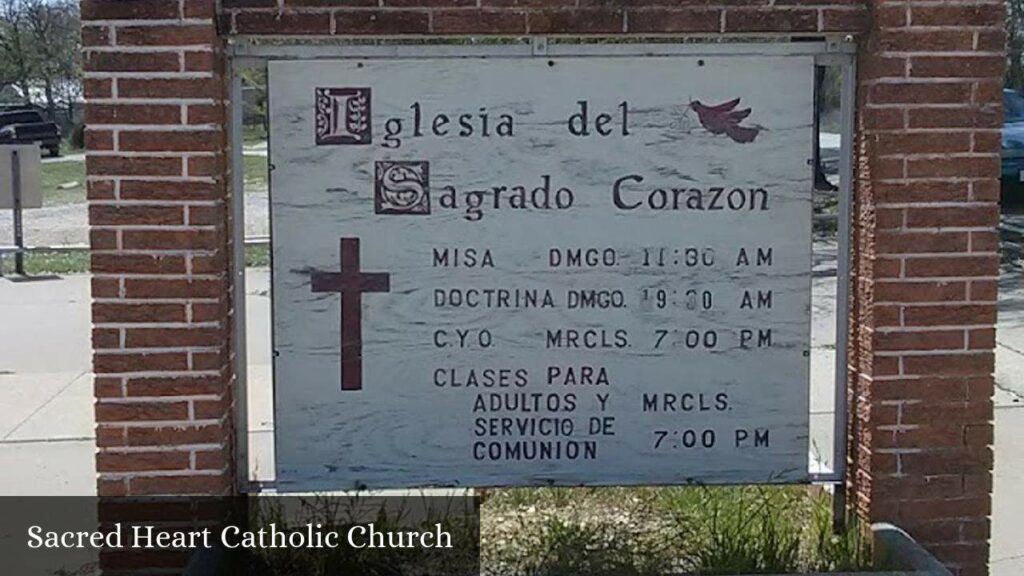 Iglesia del
Sagrado Corazon
MISA DMGO. 11:30 AM
DOCTRINA DMGO. AM
C.Y.O. MRCLS. 7:00 PM
CLASES PARA
ADULTOS Y MRCLS.
SERVICIO DE
COMUNION 7:00 PM
Sacred Heart Catholic Church